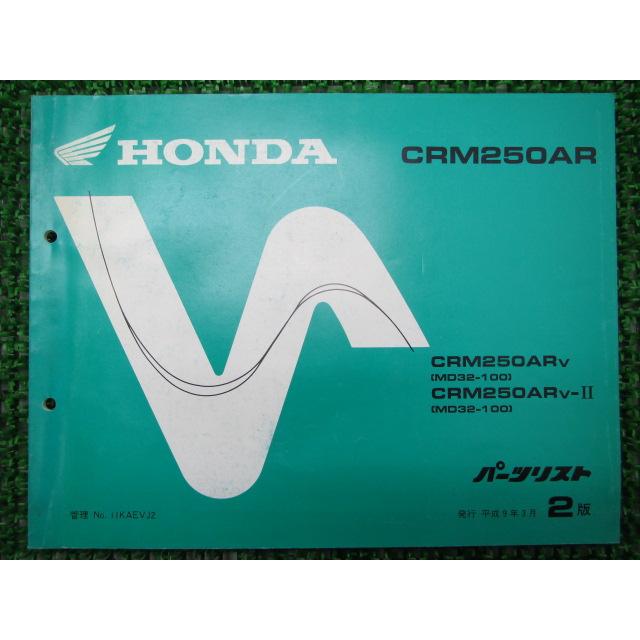 HONDA
CRM250AR
CRM250ARV
(MD32-100)
CRM250ARV-II
(MD32-100)
パーツリスト
管理 No. 11KAEVJ2
発行 平成9年3月 2版